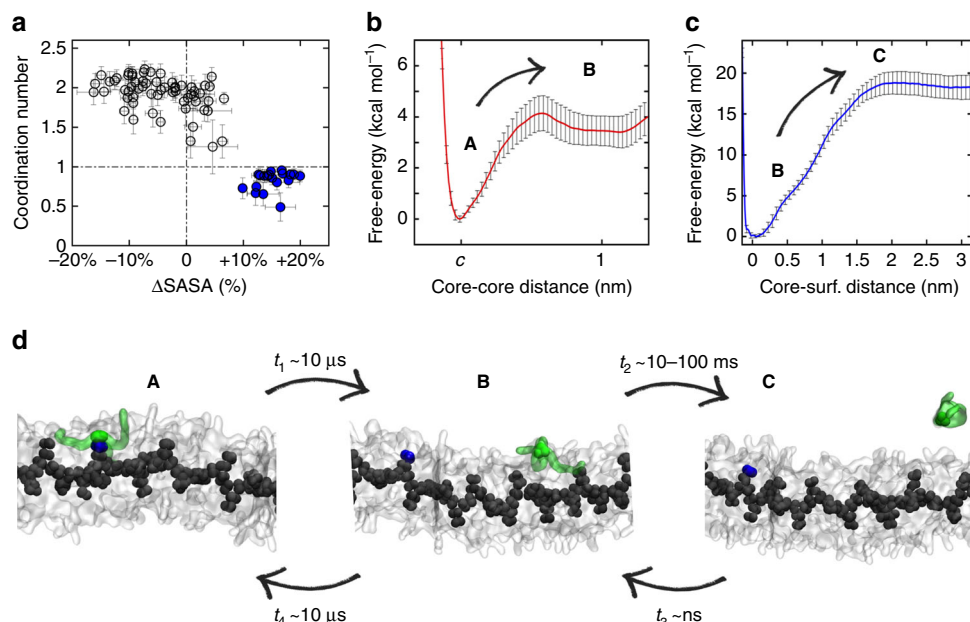 a
Coordination number
2.5
2
1.5
1
0.5
0
−20%
−10%
0
+10%
+20%
ΔSASA (%)
b
Free-energy (kcal mol⁻¹)
6
4
2
0
A
B
c
1
Core-core distance (nm)
c
Free-energy (kcal mol⁻¹)
20
15
10
5
0
B
C
0
0.5
1
1.5
2
2.5
3
Core-surf. distance (nm)
d
t₁ ~10 μs
t₂ ~10–100 ms
A
B
C
t₄ ~10 μs
t₃ ~ns